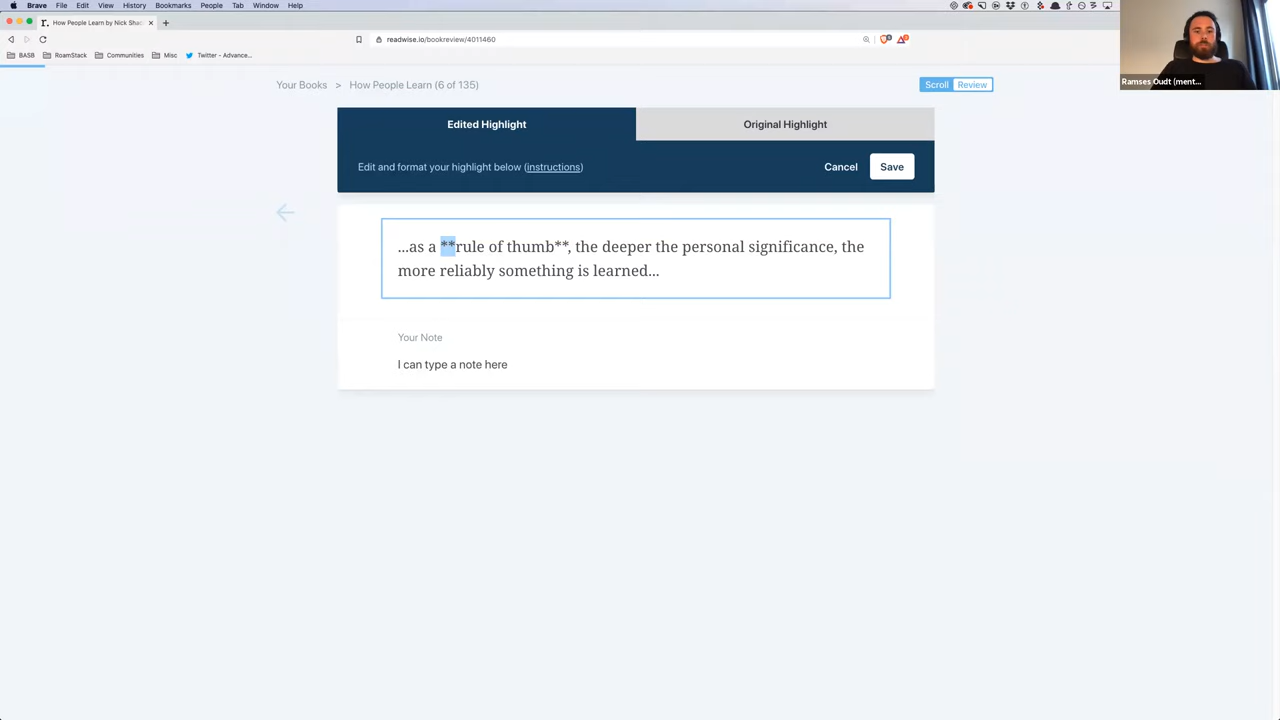 Brave File Edit View History Bookmarks People Tab Window Help
How People Learn by Nick Sha
readwise.io/bookreview/4011460
BASB RoamStack Communities Misc Twitter – Advance...
Ramses Oudt (ment...
Your Books > How People Learn (6 of 135)
Scroll Review
Edited Highlight Original Highlight
Edit and format your highlight below (instructions)
Cancel Save
...as a **rule of thumb**, the deeper the personal significance, the
more reliably something is learned...
Your Note
I can type a note here